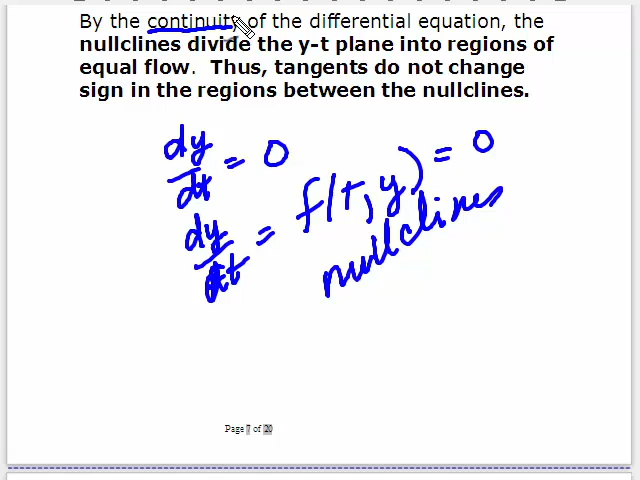 By the continuity of the differential equation, the
nullclines divide the y-t plane into regions of
equal flow. Thus, tangents do not change
sign in the regions between the nullclines.
dy/dt = 0
dy/dt = f(t, y) = 0
nullclines
Page 7 of 20